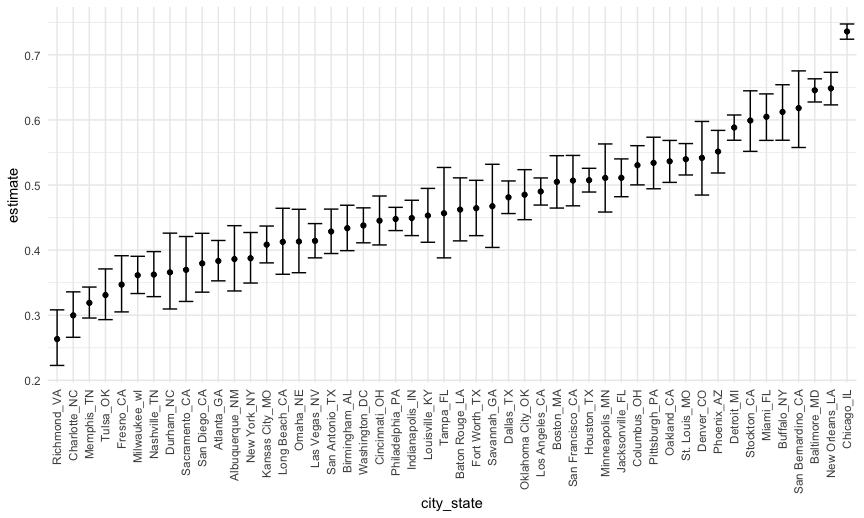 estimate
0.7
0.6
0.5
0.4
0.3
0.2
Richmond_VA
Charlotte_NC
Memphis_TN
Tulsa_OK
Fresno_CA
Milwaukee_wI
Nashville_TN
Durham_NC
Sacramento_CA
San Diego_CA
Atlanta_GA
Albuquerque_NM
New York_NY
Kansas City_MO
Long Beach_CA
Omaha_NE
Las Vegas_NV
San Antonio_TX
Birmingham_AL
Washington_DC
Cincinnati_OH
Philadelphia_PA
Indianapolis_IN
Louisville_KY
Tampa_FL
Baton Rouge_LA
Fort Worth_TX
Savannah_GA
Dallas_TX
Oklahoma City_OK
Los Angeles_CA
Boston_MA
San Francisco_CA
Houston_TX
Minneapolis_MN
Jacksonville_FL
Columbus_OH
Pittsburgh_PA
Oakland_CA
St. Louis_MO
Denver_CO
Phoenix_AZ
Detroit_MI
Stockton_CA
Miami_FL
Buffalo_NY
San Bernardino_CA
Baltimore_MD
New Orleans_LA
Chicago_IL
city_state